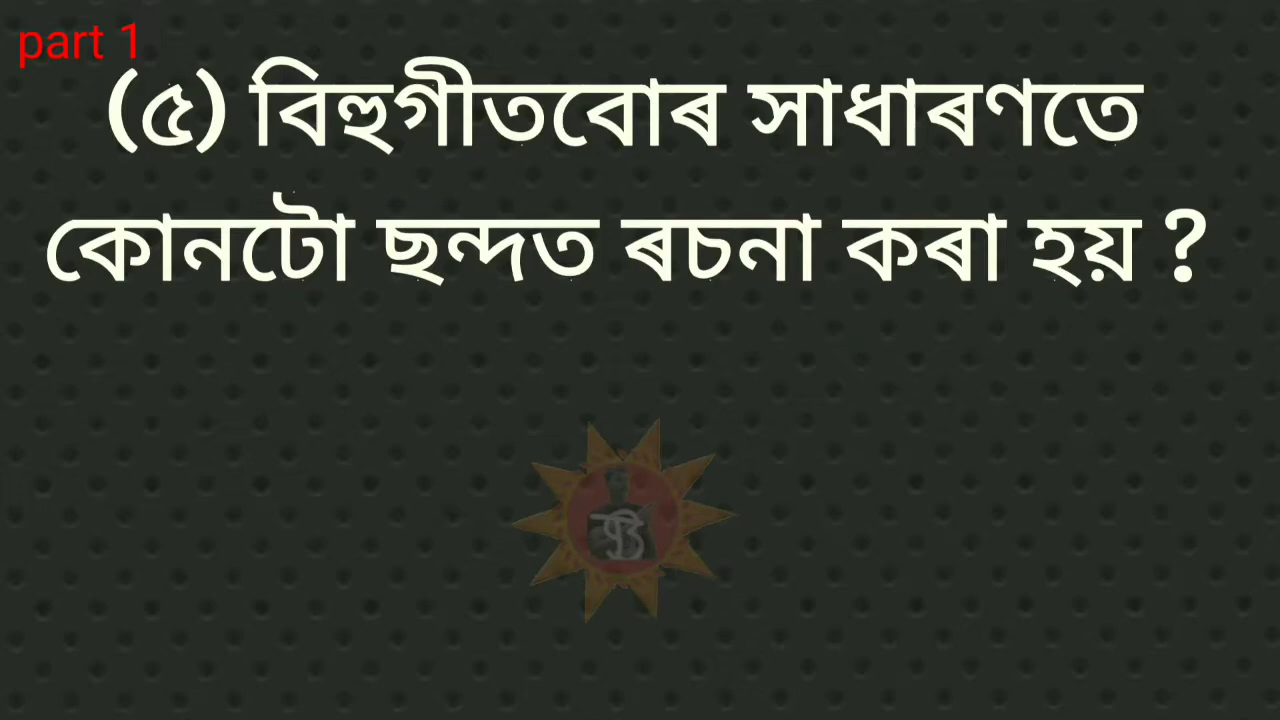 part 1
(৫) বিহুগীতবোৰ সাধাৰণতে
কোনটো ছন্দত ৰচনা কৰা হয় ?